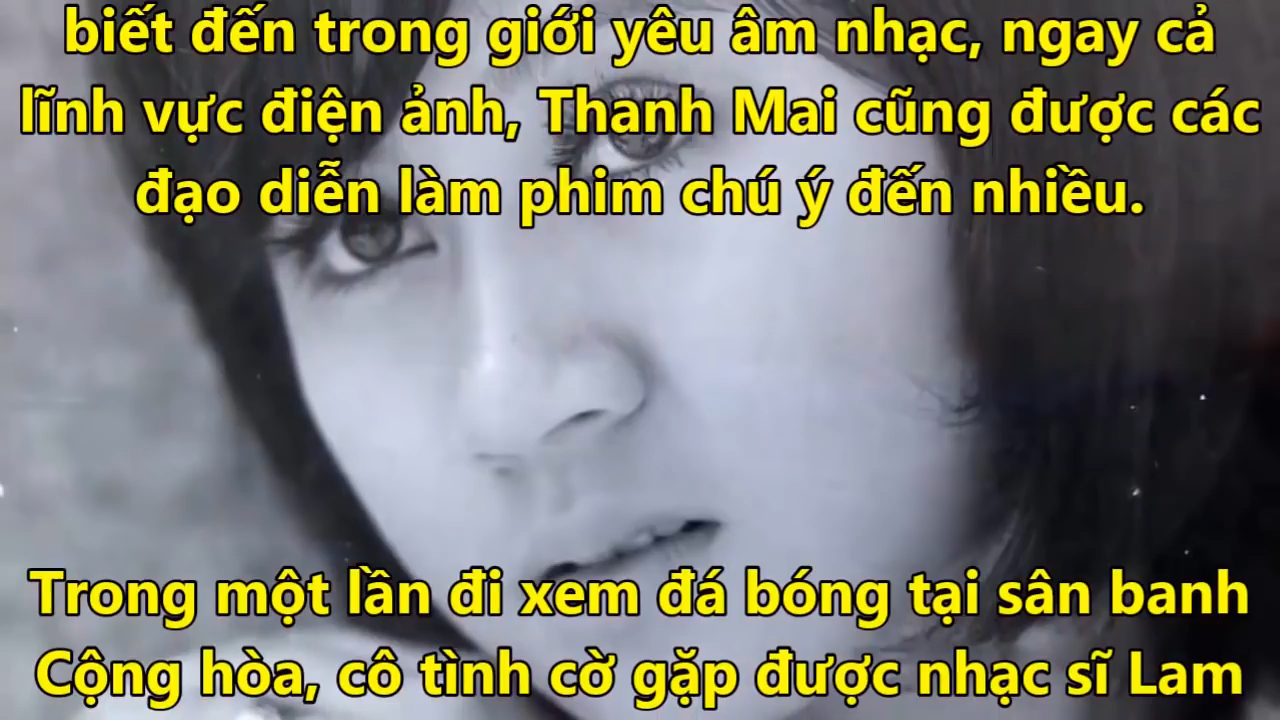 biết đến trong giới yêu âm nhạc, ngay cả
lĩnh vực điện ảnh, Thanh Mai cũng được các
đạo diễn làm phim chú ý đến nhiều.
Trong một lần đi xem đá bóng tại sân banh
Cộng hòa, cô tình cờ gặp được nhạc sĩ Lam